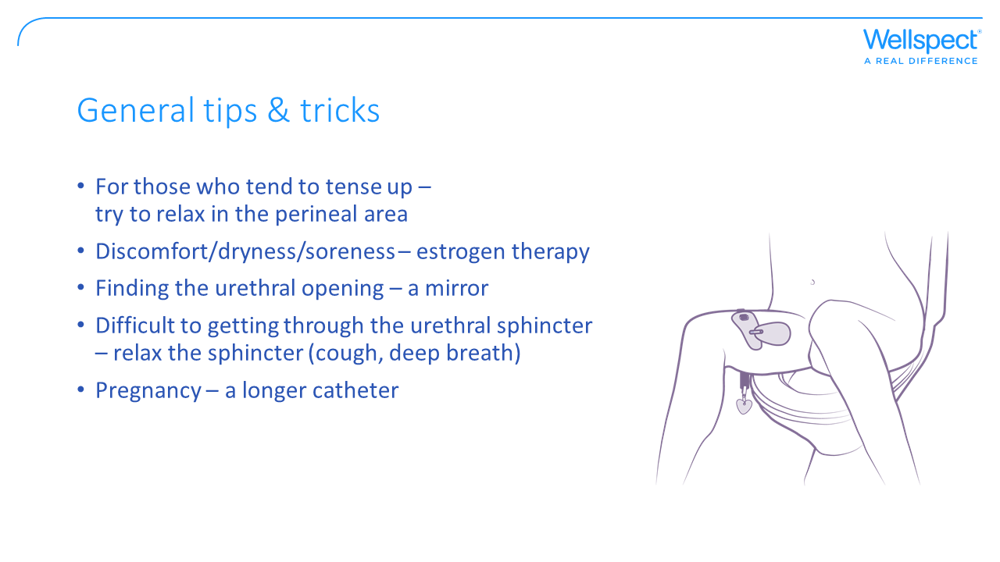 Wellspect®
A REAL DIFFERENCE
General tips & tricks
• For those who tend to tense up –
try to relax in the perineal area
• Discomfort/dryness/soreness – estrogen therapy
• Finding the urethral opening – a mirror
• Difficult to getting through the urethral sphincter
– relax the sphincter (cough, deep breath)
• Pregnancy – a longer catheter